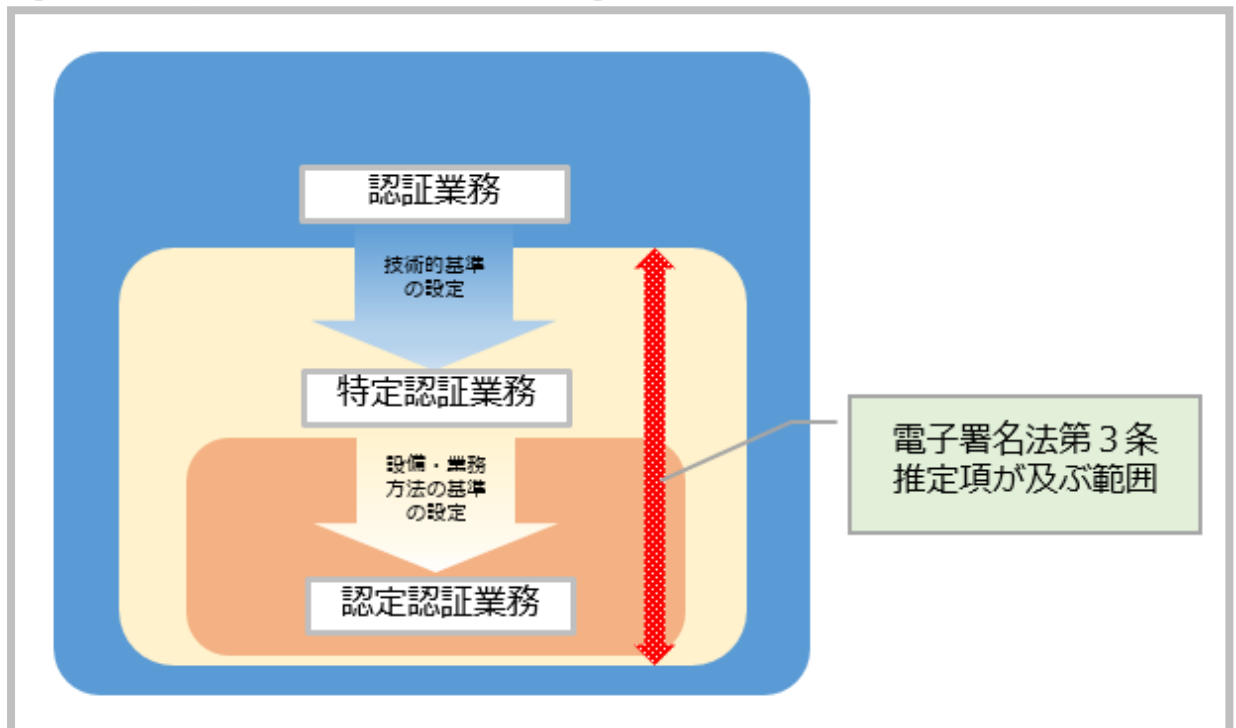 認証業務
技術的基準
の設定
特定認証業務
設備・業務
方法の基準
の設定
認定認証業務
電子署名法第３条
推定項が及ぶ範囲